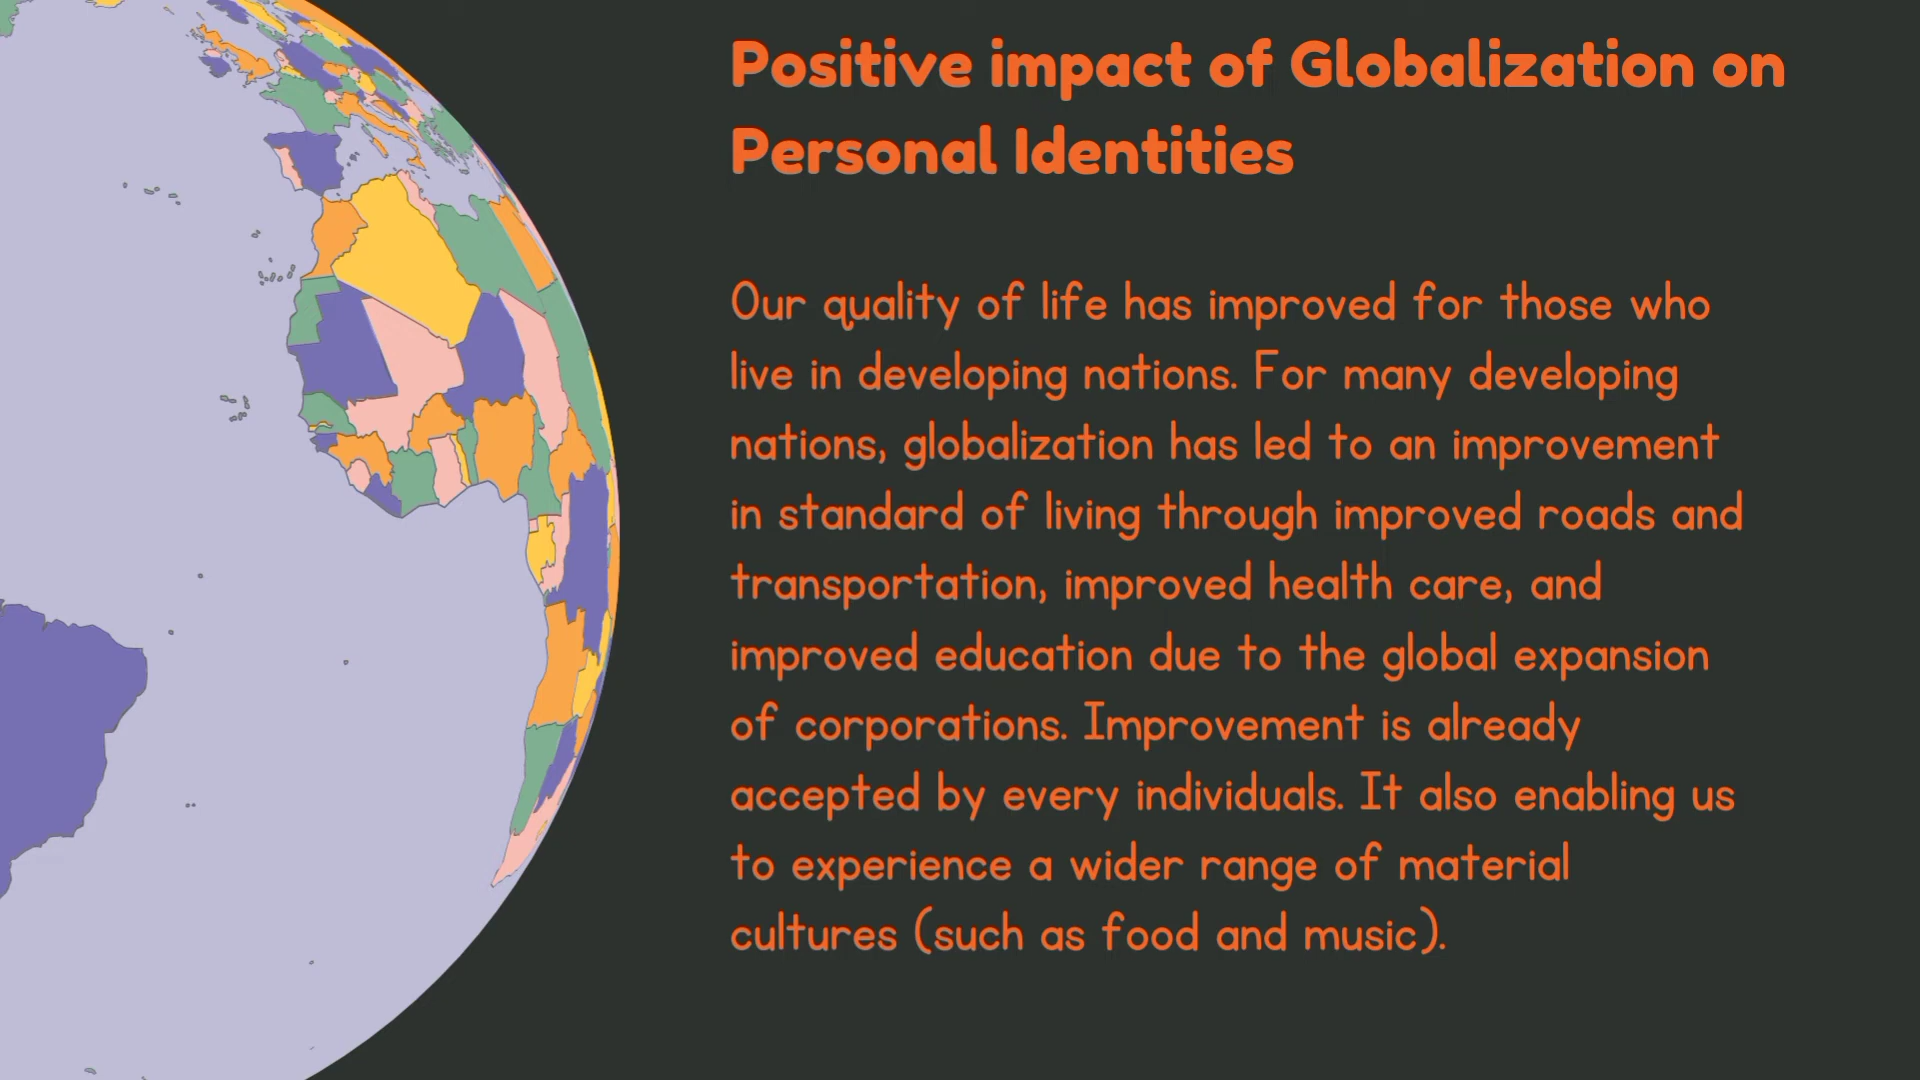 Positive impact of Globalization on
Personal Identities
Our quality of life has improved for those who
live in developing nations. For many developing
nations, globalization has led to an improvement
in standard of living through improved roads and
transportation, improved health care, and
improved education due to the global expansion
of corporations. Improvement is already
accepted by every individuals. It also enabling us
to experience a wider range of material
cultures (such as food and music).